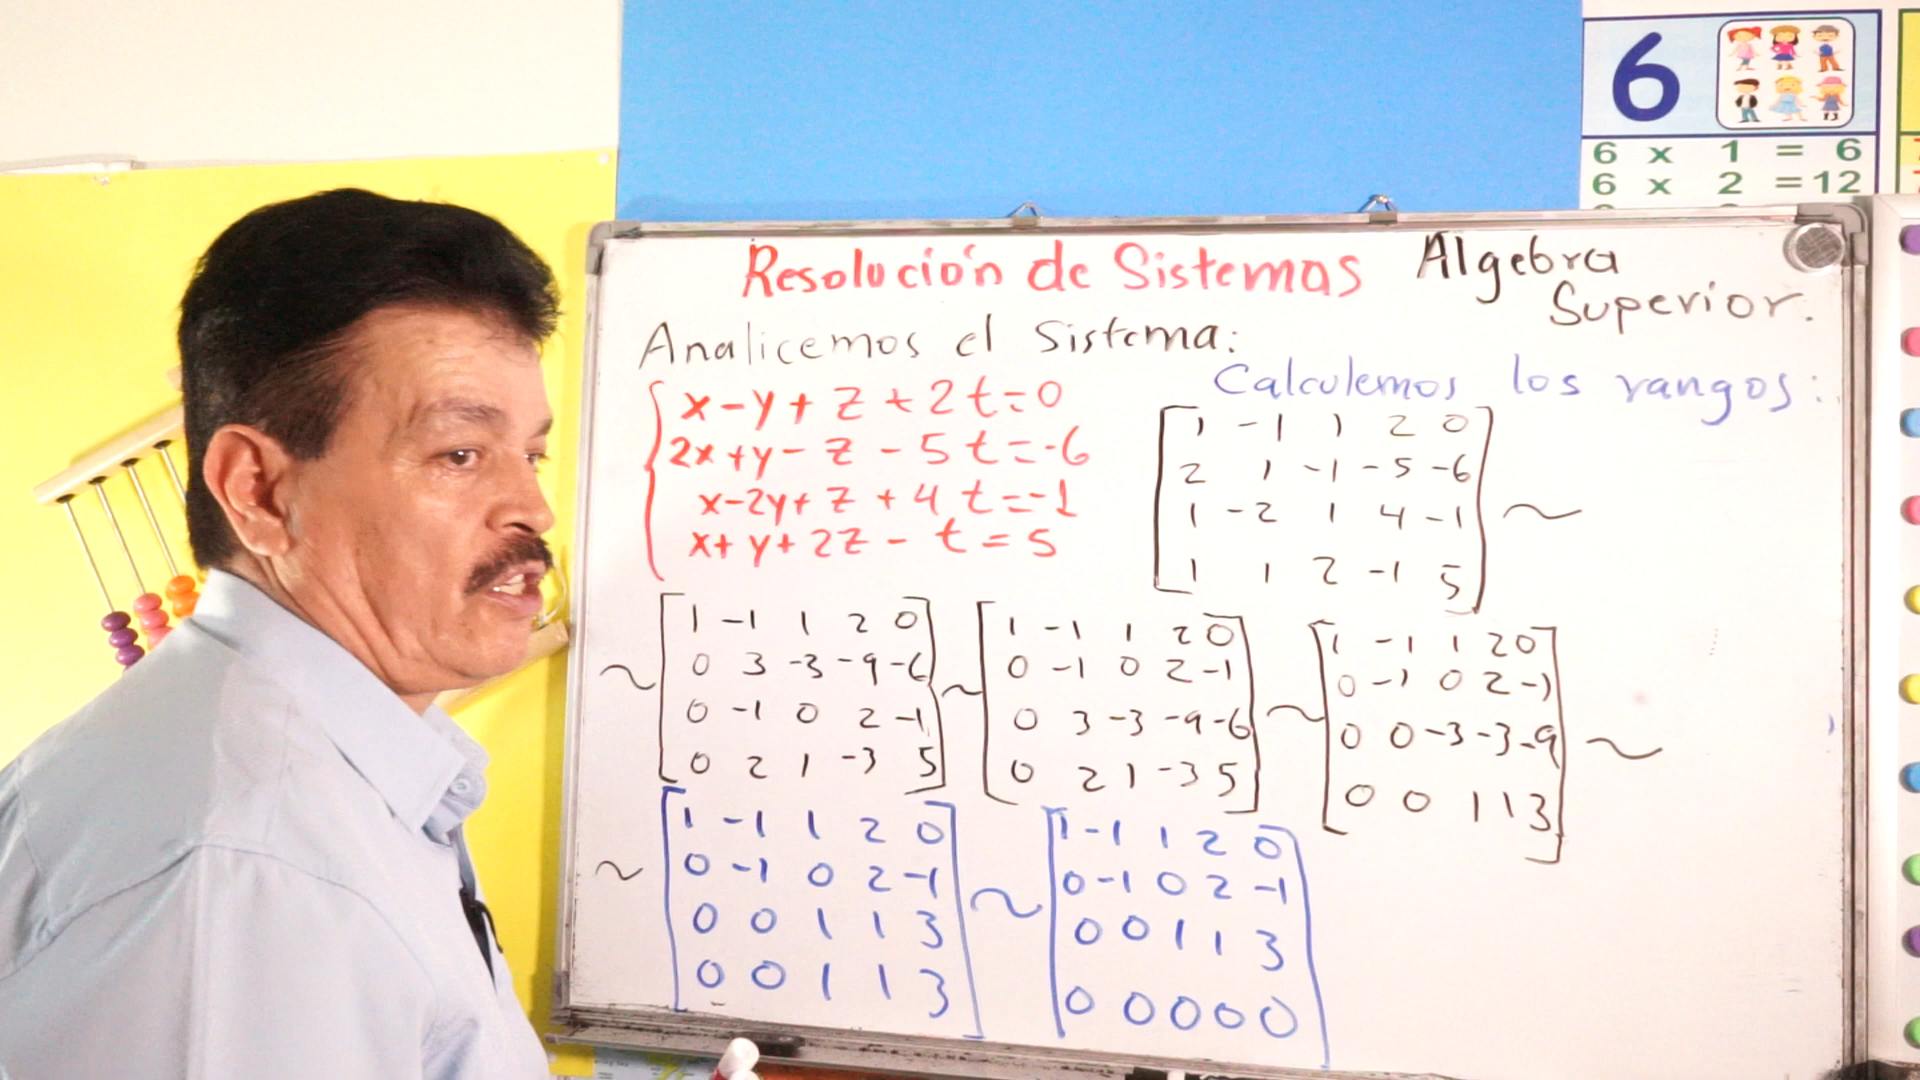 6
6 x 1 = 6
6 x 2 = 12
Resolución de Sistemas Algebra
Superior.
Analicemos el Sistema:
Calculemos los rangos:
x-y+z+2t=0
2x+y-z-5t=-6
x-2y+z+4t=-1
x+y+2z-t=5
1 -1 1 2 0
2 1 -1 -5 -6
1 -2 1 4 -1 ~
1 1 2 -1 5
1 -1 1 2 0
~ 0 3 -3 -9 -6
0 -1 0 2 -1
0 2 1 -3 5
1 -1 1 2 0
~ 0 -1 0 2 -1
0 3 -3 -9 -6
0 2 1 -3 5
1 -1 1 2 0
~ 0 -1 0 2 -1
0 0 -3 -3 -9 ~
0 0 1 1 3
1 -1 1 2 0
~ 0 -1 0 2 -1
0 0 1 1 3
0 0 1 1 3
1 -1 1 2 0
~ 0 -1 0 2 -1
0 0 1 1 3
0 0 0 0 0